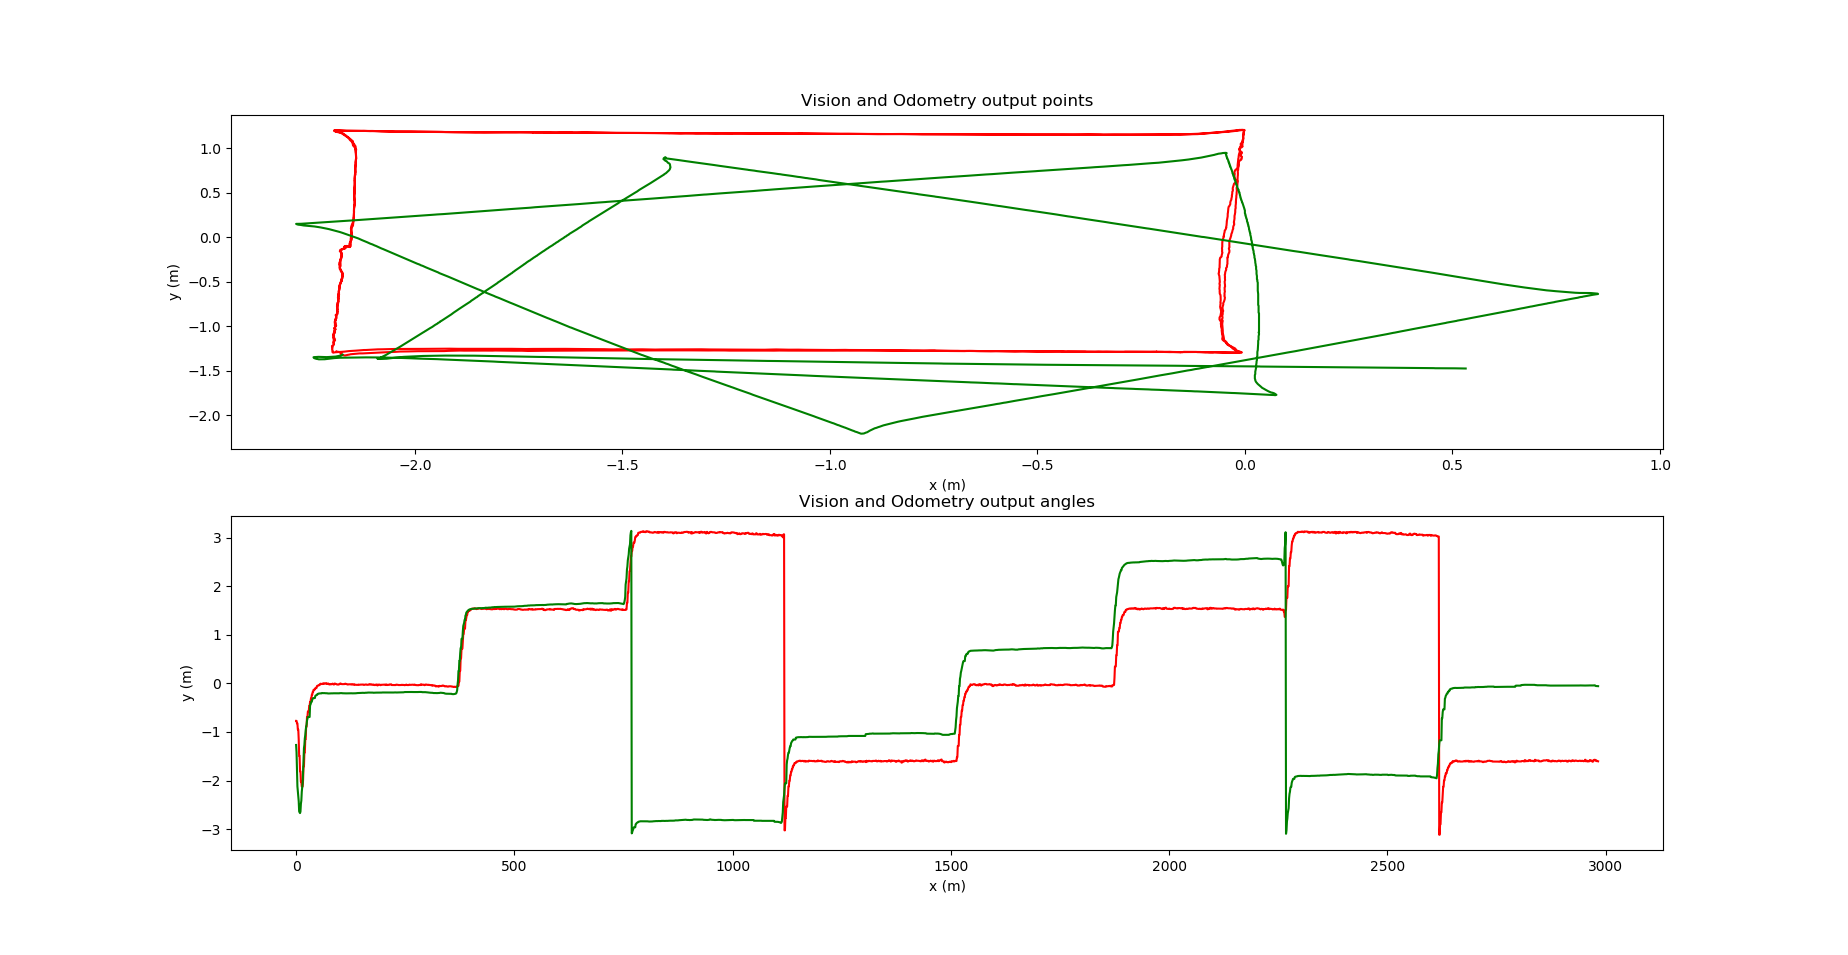 Vision and Odometry output points
1.0
0.5
0.0
−0.5
−1.0
−1.5
−2.0
y (m)
−2.0 −1.5 −1.0 −0.5 0.0 0.5 1.0
x (m)
Vision and Odometry output angles
3
2
1
0
−1
−2
−3
y (m)
0 500 1000 1500 2000 2500 3000
x (m)